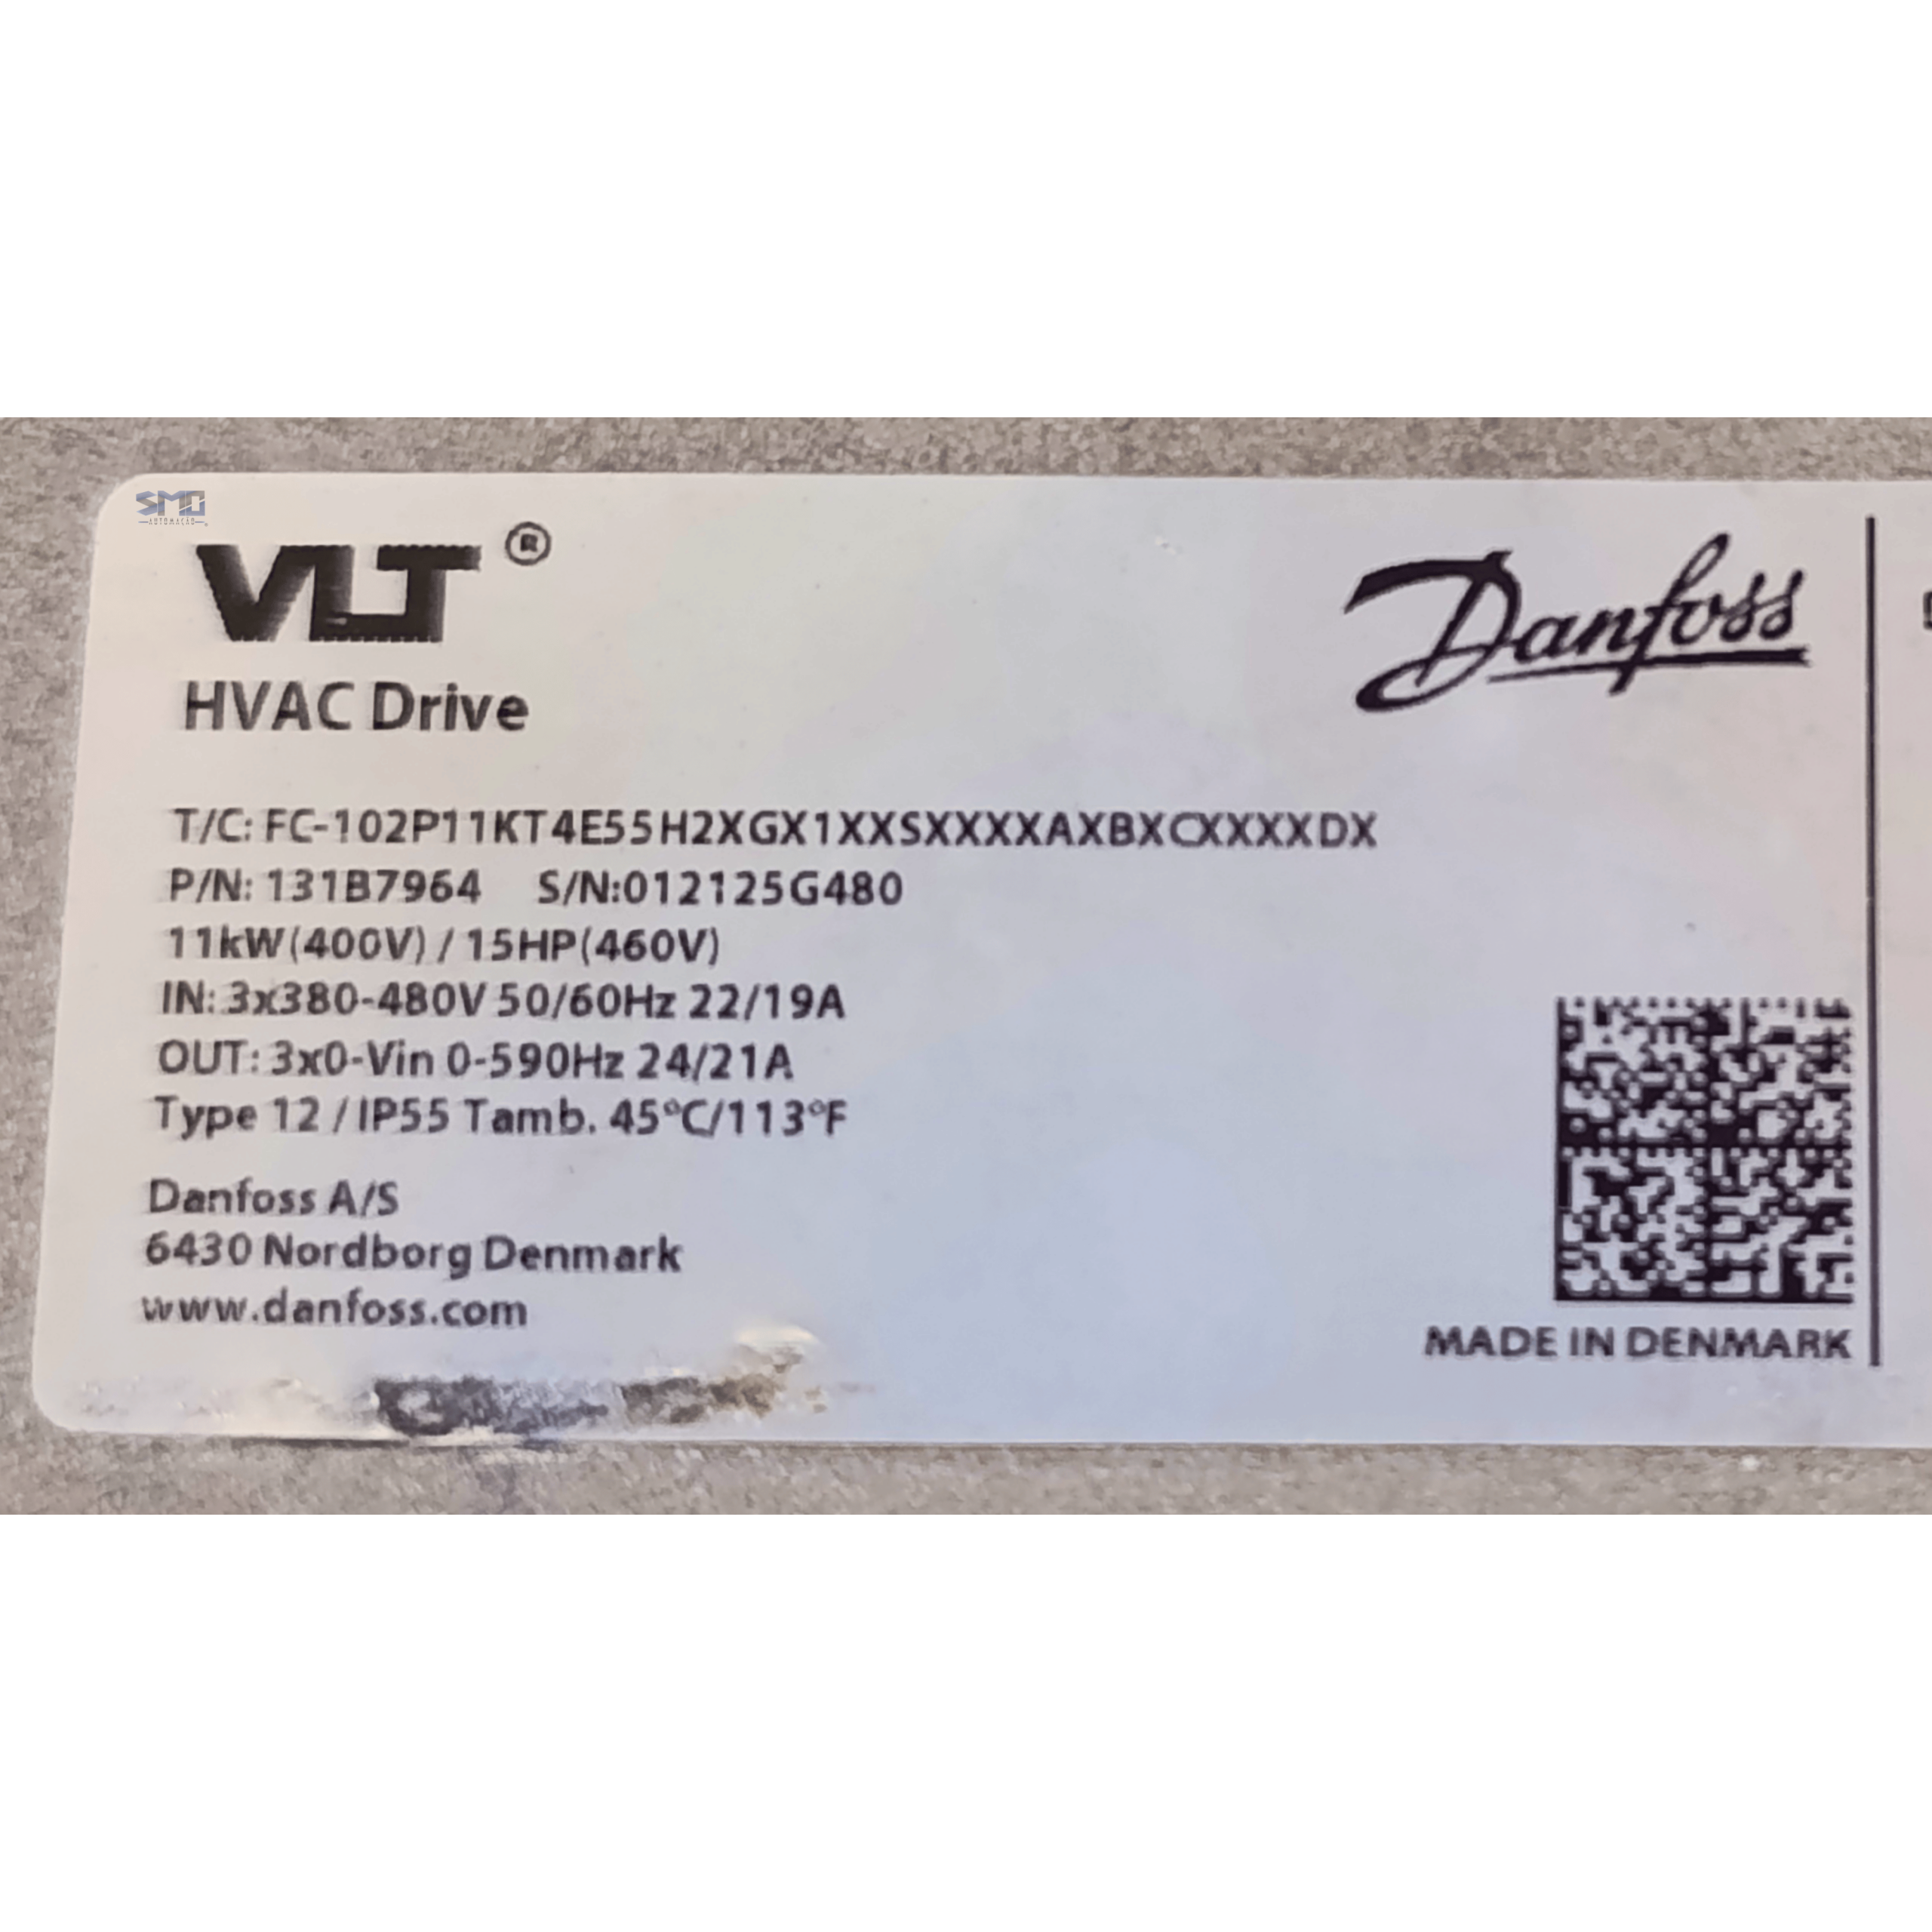 SMO
AUTOMAÇÃO
VLT®
HVAC Drive
Danfoss
T/C: FC-102P11KT4E55H2XGX1XXSXXXXAXBXCXXXXDX
P/N: 131B7964 S/N:012125G480
11kW(400V) / 15HP(460V)
IN: 3x380-480V 50/60Hz 22/19A
OUT: 3x0-Vin 0-590Hz 24/21A
Type 12 / IP55 Tamb. 45°C/113°F
Danfoss A/S
6430 Nordborg Denmark
www.danfoss.com
MADE IN DENMARK